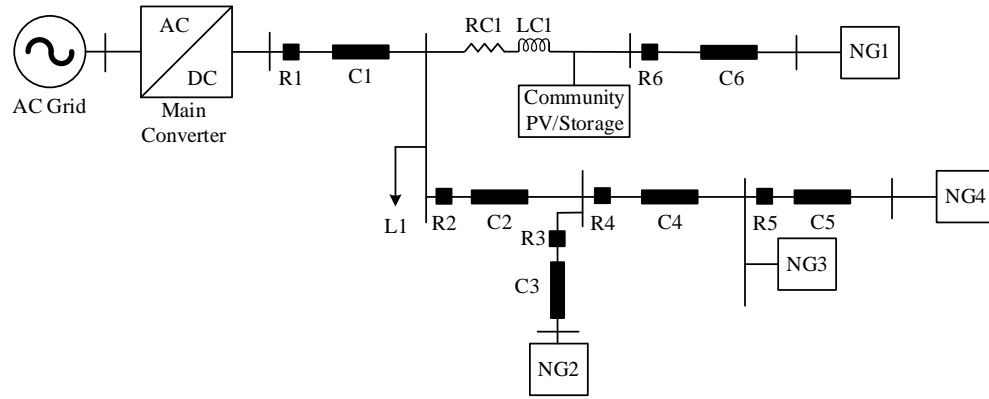 AC
DC
AC Grid
Main
Converter
R1
C1
RC1
LC1
Community
PV/Storage
R6
C6
NG1
L1
R2
C2
R3
C3
NG2
R4
C4
NG3
R5
C5
NG4